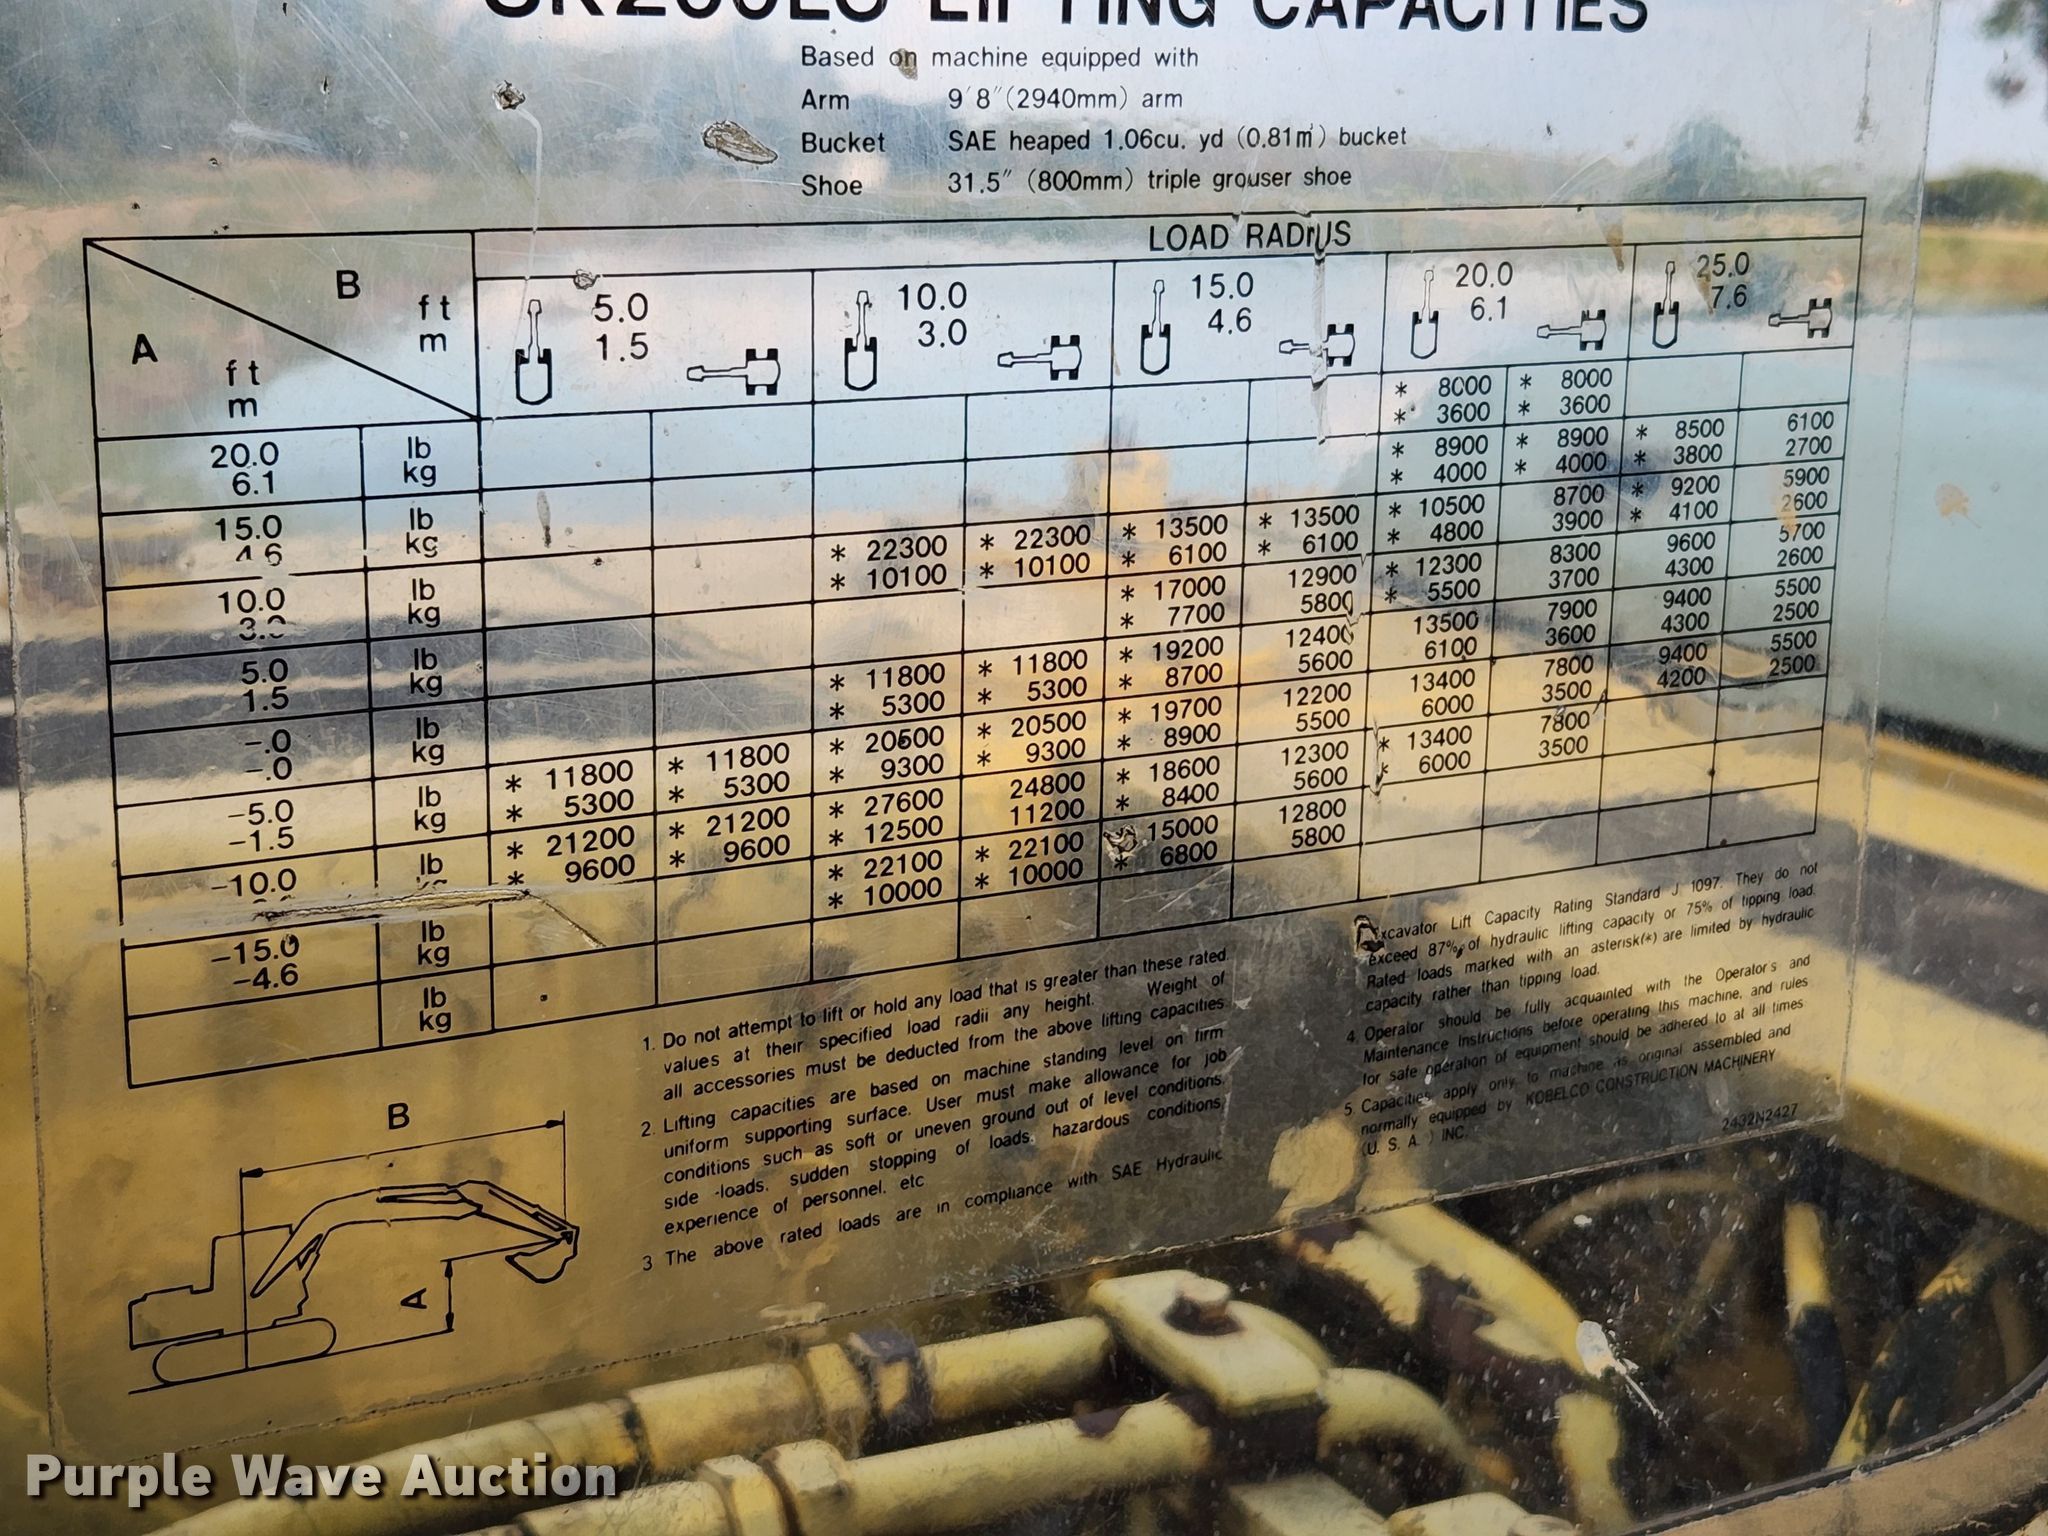 LIFTING CAPACITIES
Based on machine equipped with
Arm 9'8"(2940mm) arm
Bucket SAE heaped 1.06cu. yd (0.81㎥) bucket
Shoe 31.5" (800mm) triple grouser shoe
LOAD RADIUS
B ft m
A ft m
5.0 10.0 15.0 20.0 25.0
1.5 3.0 4.6 6.1 7.6
20.0 lb * 8000 * 8000
6.1 kg * 3600 * 3600
15.0 lb * 8900 * 8900 * 8500 6100
4.6 kg * 4000 * 4000 * 3800 2700
10.0 lb * 22300 * 22300 * 13500 * 13500 * 10500 8700 * 9200 5900
3.0 kg * 10100 * 10100 * 6100 * 6100 * 4800 3900 * 4100 2600
5.0 lb * 17000 12900 * 12300 8300 9600 5700
1.5 kg * 7700 5800 * 5500 3700 4300 2600
-.0 lb * 11800 * 11800 * 19200 12400 13500 7900 9400 5500
-.0 kg * 5300 * 5300 * 8700 5600 6100 3600 4300 2500
-5.0 lb * 11800 * 11800 * 20500 * 20500 * 19700 12200 13400 7800 9400 5500
-1.5 kg * 5300 * 5300 * 9300 * 9300 * 8900 5500 6000 3500 4200 2500
-10.0 lb * 21200 * 21200 * 27600 24800 * 18600 12300 * 13400 7800
kg * 9600 * 9600 * 12500 11200 * 8400 5600 * 6000 3500
-15.0 lb * 22100 * 22100 15000 12800
-4.6 kg * 10000 * 10000 * 6800 5800
lb
kg
1. Do not attempt to lift or hold any load that is greater than these rated
values at their specified load radii any height. Weight of
all accessories must be deducted from the above lifting capacities
2. Lifting capacities are based on machine standing level on firm
uniform supporting surface. User must make allowance for job
conditions such as soft or uneven ground out of level conditions,
side -loads, sudden stopping of loads, hazardous conditions,
experience of personnel, etc
3 The above rated loads are in compliance with SAE Hydraulic
Excavator Lift Capacity Rating Standard J 1097. They do not
exceed 87% of hydraulic lifting capacity or 75% of tipping load.
Rated loads marked with an asterisk(*) are limited by hydraulic
capacity rather than tipping load.
4. Operator should be fully acquainted with the Operator's and
Maintenance Instructions before operating this machine, and rules
for safe operation of equipment should be adhered to at all times
5. Capacities apply only to machine as original assembled and
normally equipped by KOBELCO CONSTRUCTION MACHINERY
(U. S. A. ) INC.
2432N2427
B
A
Purple Wave Auction